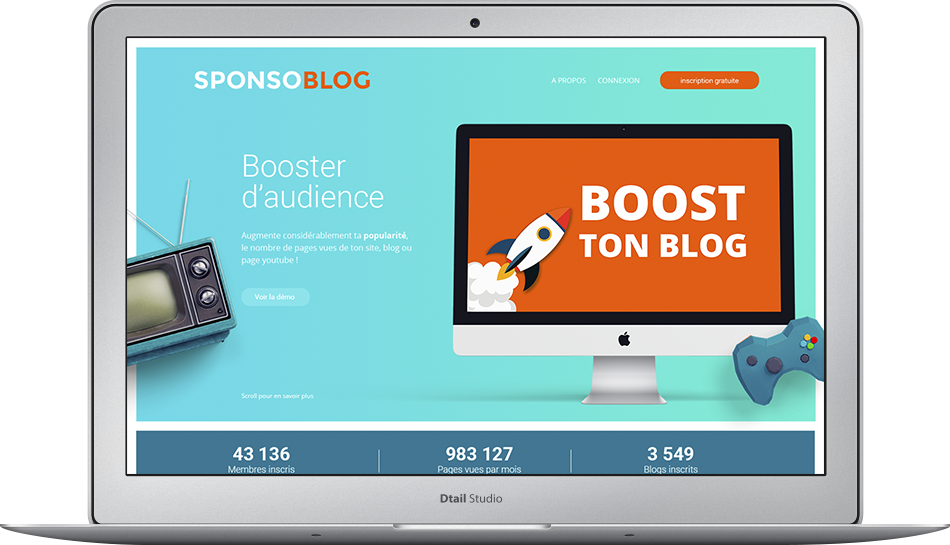 SPONSOBLOG
A PROPOS
CONNEXION
inscription gratuite
Booster
d'audience
Augmente considérablement ta popularité,
le nombre de pages vues de ton site, blog ou
page youtube !
Voir la démo
BOOST
TON BLOG
Scroll pour en savoir plus
43 136
983 127
3 549
Membres inscris
Pages vues par mois
Blogs inscrits
Dtail Studio